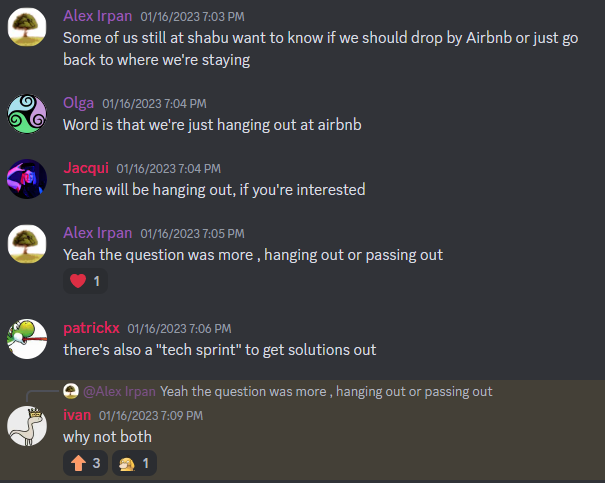 Alex Irpan 01/16/2023 7:03 PM
Some of us still at shabu want to know if we should drop by Airbnb or just go
back to where we're staying
Olga 01/16/2023 7:04 PM
Word is that we're just hanging out at airbnb
Jacqui 01/16/2023 7:04 PM
There will be hanging out, if you're interested
Alex Irpan 01/16/2023 7:05 PM
Yeah the question was more , hanging out or passing out
1
patrickx 01/16/2023 7:06 PM
there's also a "tech sprint" to get solutions out
@Alex Irpan Yeah the question was more , hanging out or passing out
ivan 01/16/2023 7:09 PM
why not both
3 1